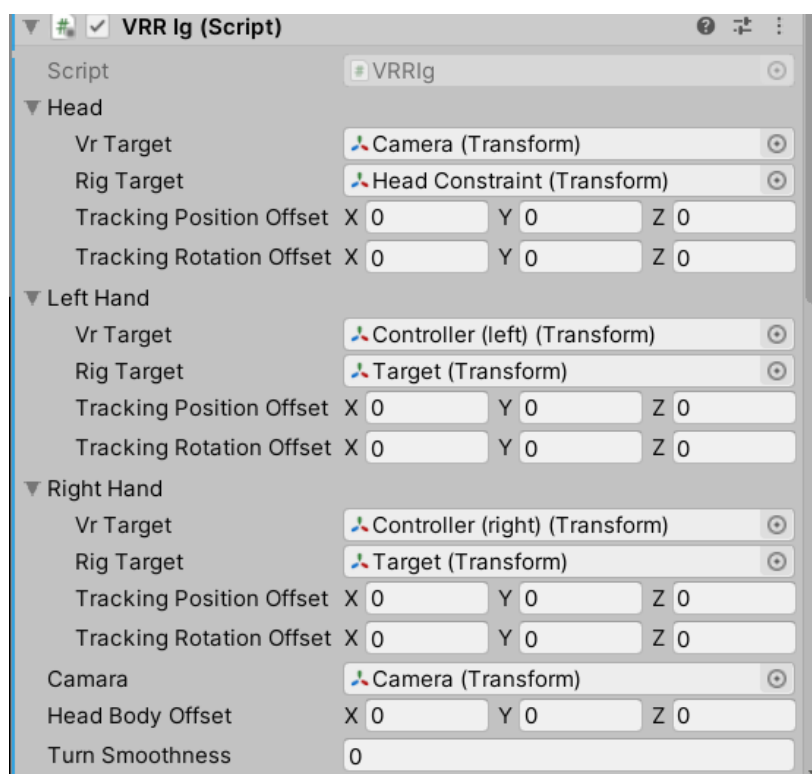 VRR Ig (Script)
Script VRRIg
Head
Vr Target Camera (Transform)
Rig Target Head Constraint (Transform)
Tracking Position Offset X 0 Y 0 Z 0
Tracking Rotation Offset X 0 Y 0 Z 0
Left Hand
Vr Target Controller (left) (Transform)
Rig Target Target (Transform)
Tracking Position Offset X 0 Y 0 Z 0
Tracking Rotation Offset X 0 Y 0 Z 0
Right Hand
Vr Target Controller (right) (Transform)
Rig Target Target (Transform)
Tracking Position Offset X 0 Y 0 Z 0
Tracking Rotation Offset X 0 Y 0 Z 0
Camara Camera (Transform)
Head Body Offset X 0 Y 0 Z 0
Turn Smoothness 0